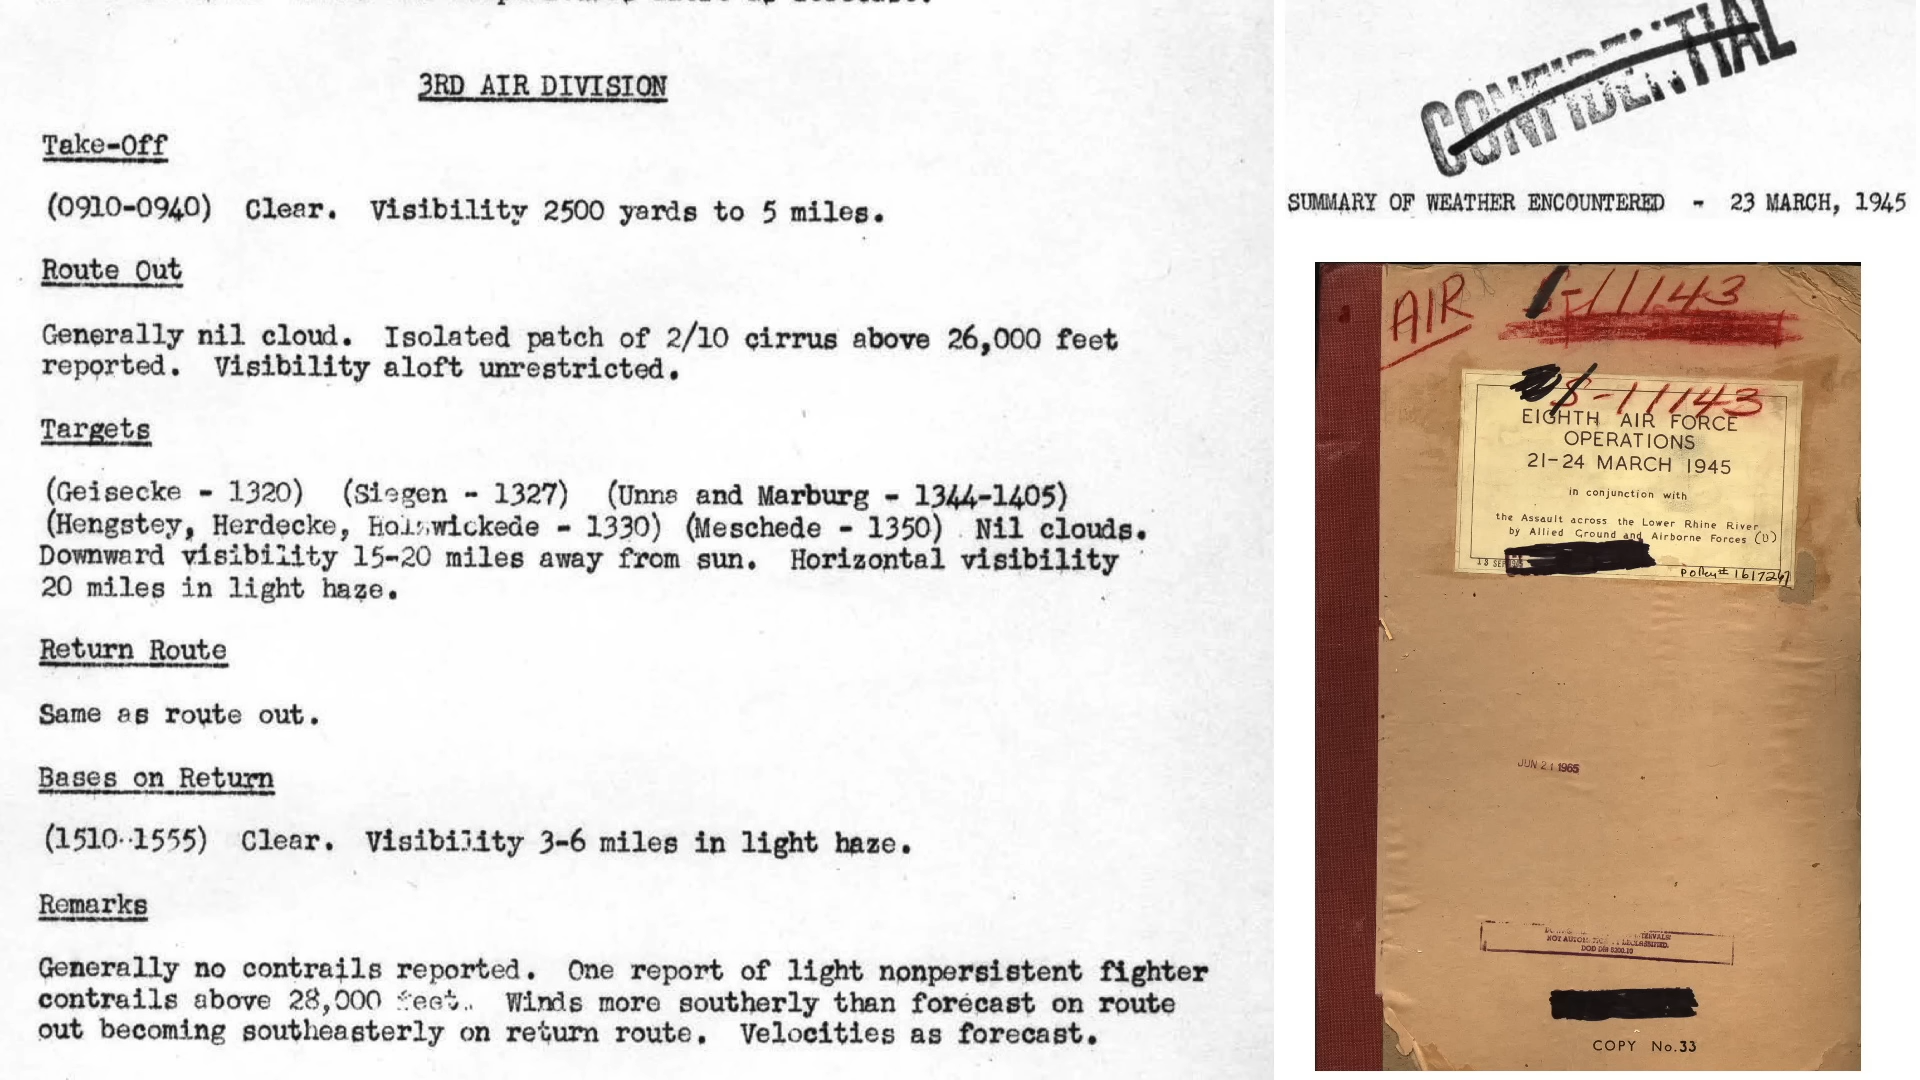 3RD AIR DIVISION
Take-Off
(0910-0940) Clear. Visibility 2500 yards to 5 miles.
Route Out
Generally nil cloud. Isolated patch of 2/10 cirrus above 26,000 feet
reported. Visibility aloft unrestricted.
Targets
(Geisecke - 1320) (Siegen - 1327) (Unna and Marburg - 1344-1405)
(Hengstey, Herdecke, - 1330) (Meschede - 1350) Nil clouds.
Downward visibility 15-20 miles away from sun. Horizontal visibility
20 miles in light haze.
Return Route
Same as route out.
Bases on Return
(1510-1555) Clear. Visibility 3-6 miles in light haze.
Remarks
Generally no contrails reported. One report of light nonpersistent fighter
contrails above 28,000 feet. Winds more southerly than forecast on route
out becoming southeasterly on return route. Velocities as forecast.
CONFIDENTIAL
SUMMARY OF WEATHER ENCOUNTERED - 23 MARCH, 1945
AIR S-11143
S-11143
EIGHTH AIR FORCE
OPERATIONS
21-24 MARCH 1945
in conjunction with
the Assault across the Lower Rhine River
by Allied Ground and Airborne Forces (U)
JUN 21 1965
DOD DIR 5200.10
COPY No.33